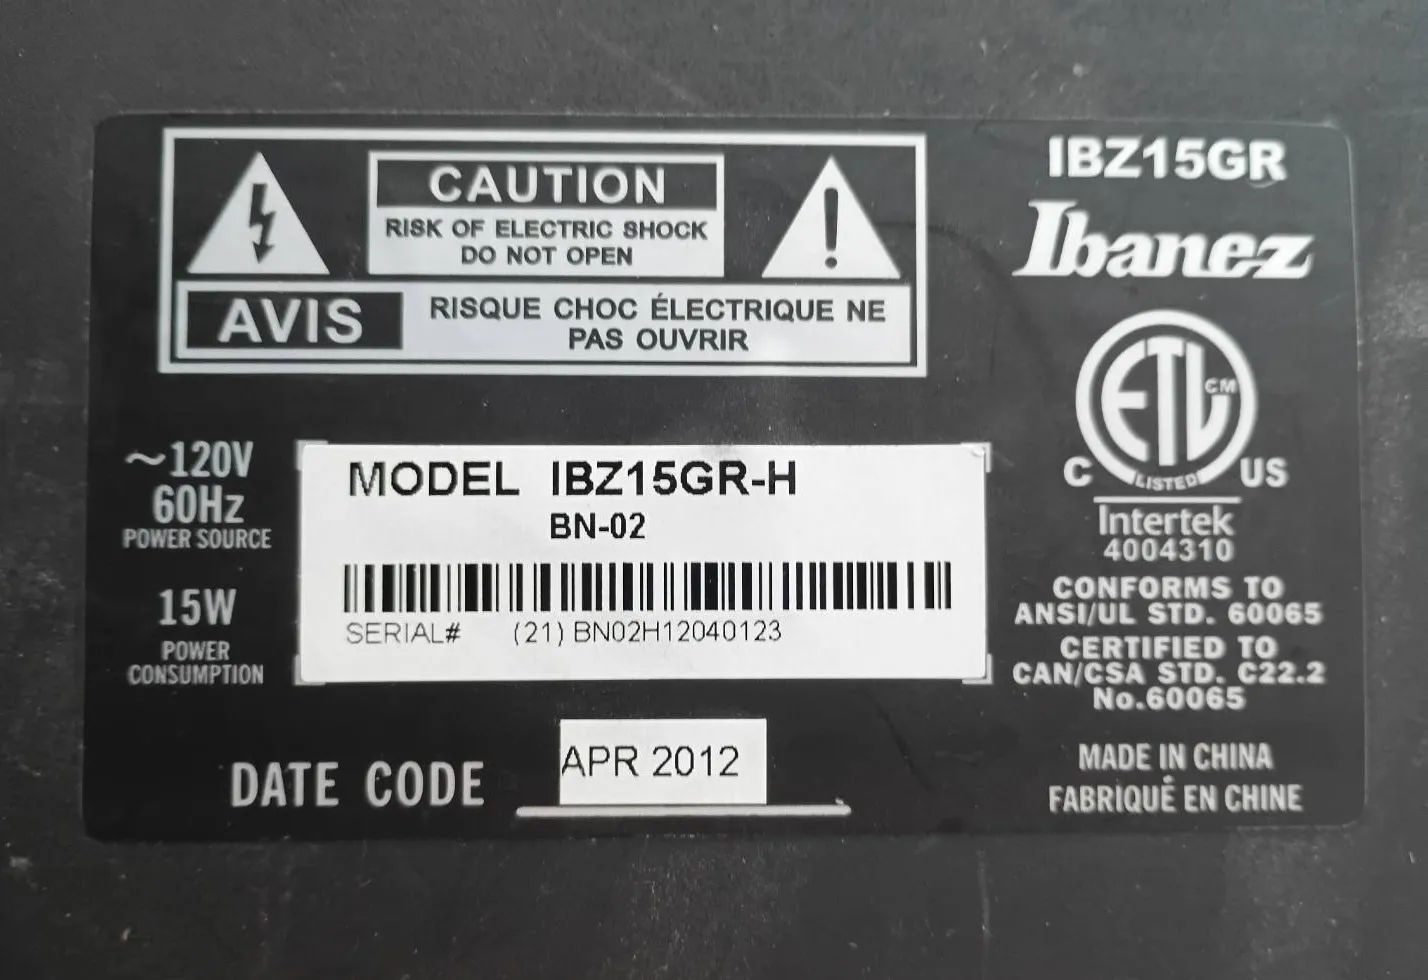 CAUTION
RISK OF ELECTRIC SHOCK
DO NOT OPEN
AVIS
RISQUE CHOC ÉLECTRIQUE NE
PAS OUVRIR
IBZ15GR
Ibanez
ETL CM
C LISTED US
Intertek
4004310
CONFORMS TO
ANSI/UL STD. 60065
CERTIFIED TO
CAN/CSA STD. C22.2
No.60065
~120V
60Hz
POWER SOURCE
15W
POWER
CONSUMPTION
MODEL IBZ15GR-H
BN-02
SERIAL# (21) BN02H12040123
DATE CODE APR 2012
MADE IN CHINA
FABRIQUÉ EN CHINE